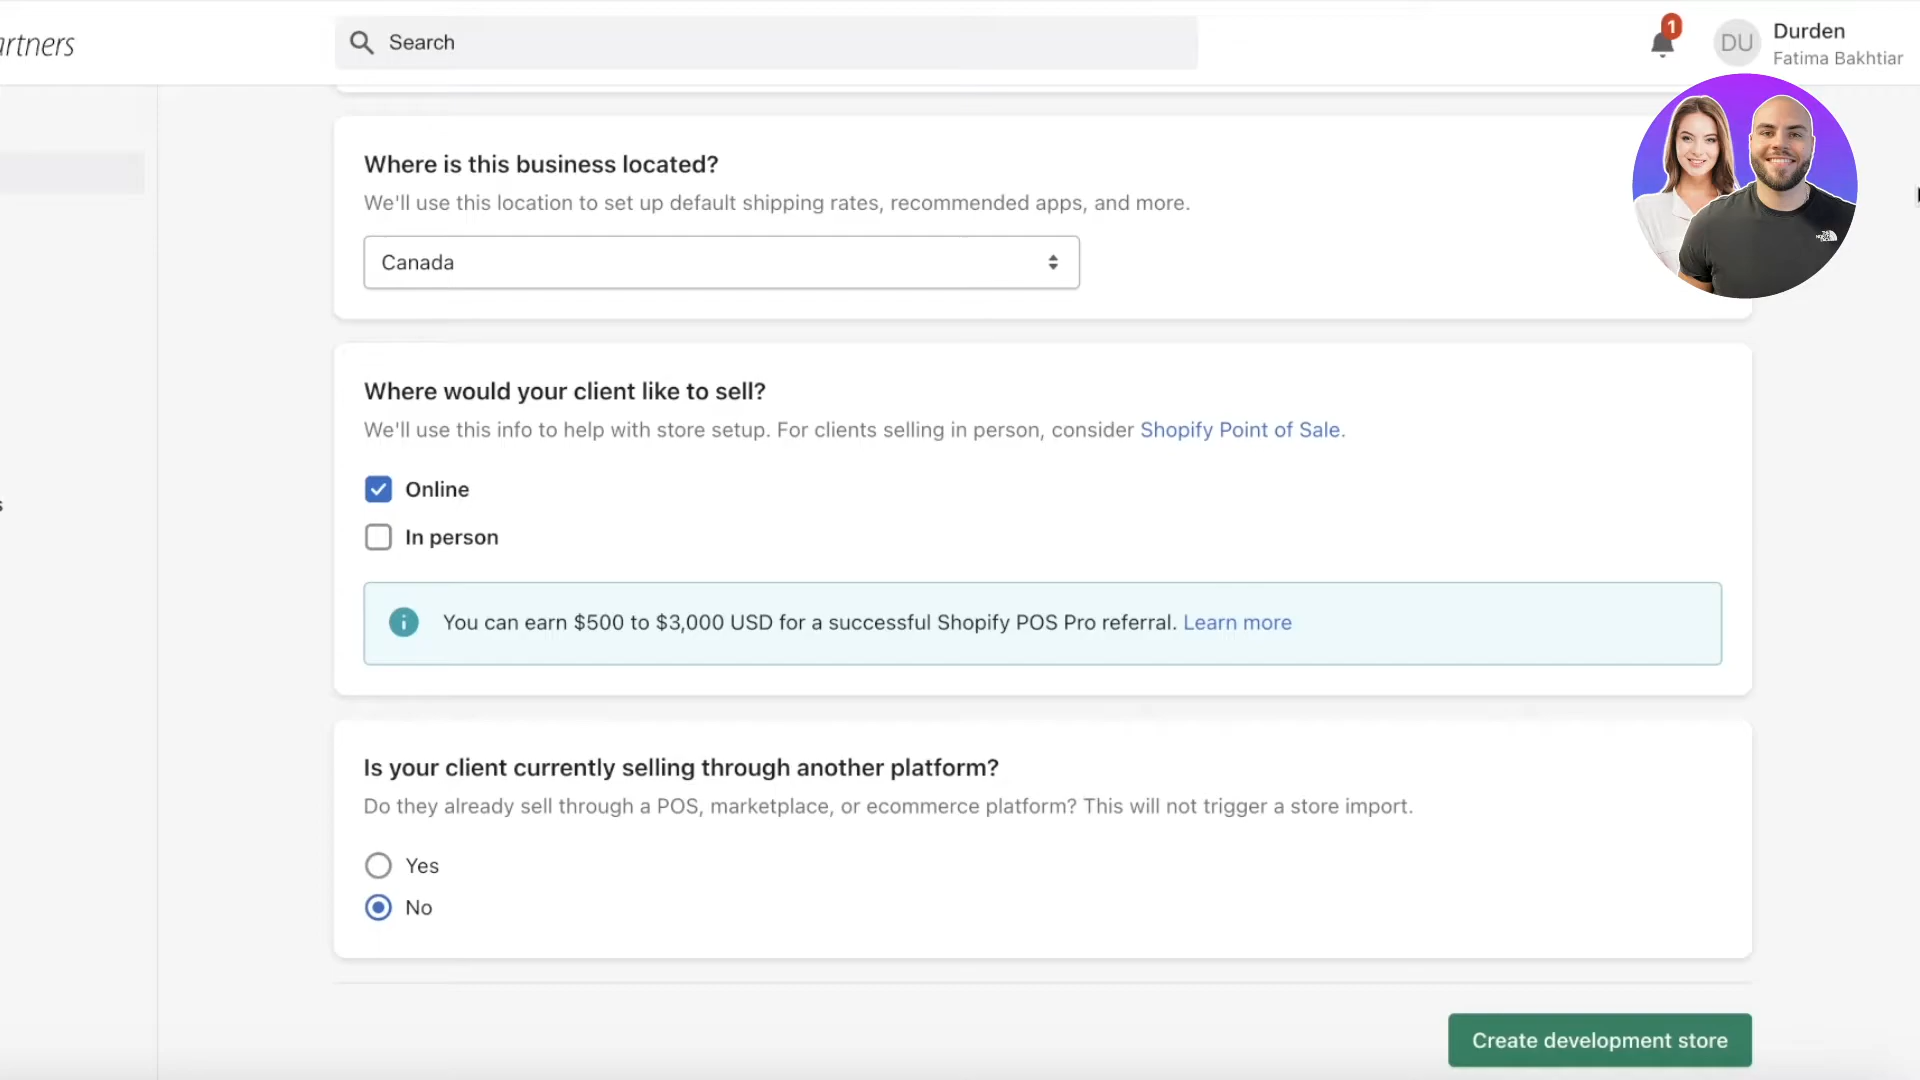 artners
Search
1
DU
Durden
Fatima Bakhtiar
Where is this business located?
We'll use this location to set up default shipping rates, recommended apps, and more.
Canada
Where would your client like to sell?
We'll use this info to help with store setup. For clients selling in person, consider Shopify Point of Sale.
Online
In person
You can earn $500 to $3,000 USD for a successful Shopify POS Pro referral. Learn more
s
Is your client currently selling through another platform?
Do they already sell through a POS, marketplace, or ecommerce platform? This will not trigger a store import.
Yes
No
Create development store